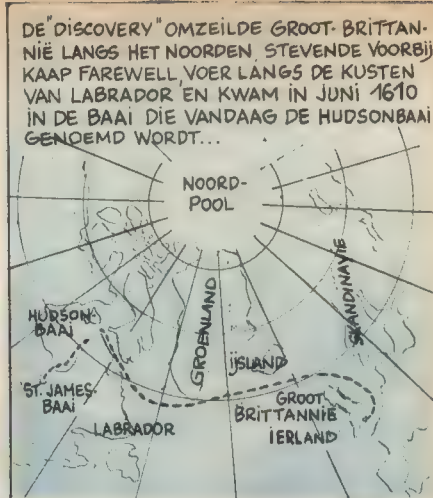 DE "DISCOVERY" OMZEILDE GROOT-BRITTAN-
NIË LANGS HET NOORDEN, STEVENDE VOORBIJ
KAAP FAREWELL, VOER LANGS DE KUSTEN
VAN LABRADOR EN KWAM IN JUNI 1610
IN DE BAAI DIE VANDAAG DE HUDSONBAAI
GENOEMD WORDT...
NOORD-
POOL
SKANDINAVIE
GROENLAND
IJSLAND
HUDSON-
BAAI
ST. JAMES-
BAAI
LABRADOR
GROOT
BRITTANNIË
IERLAND